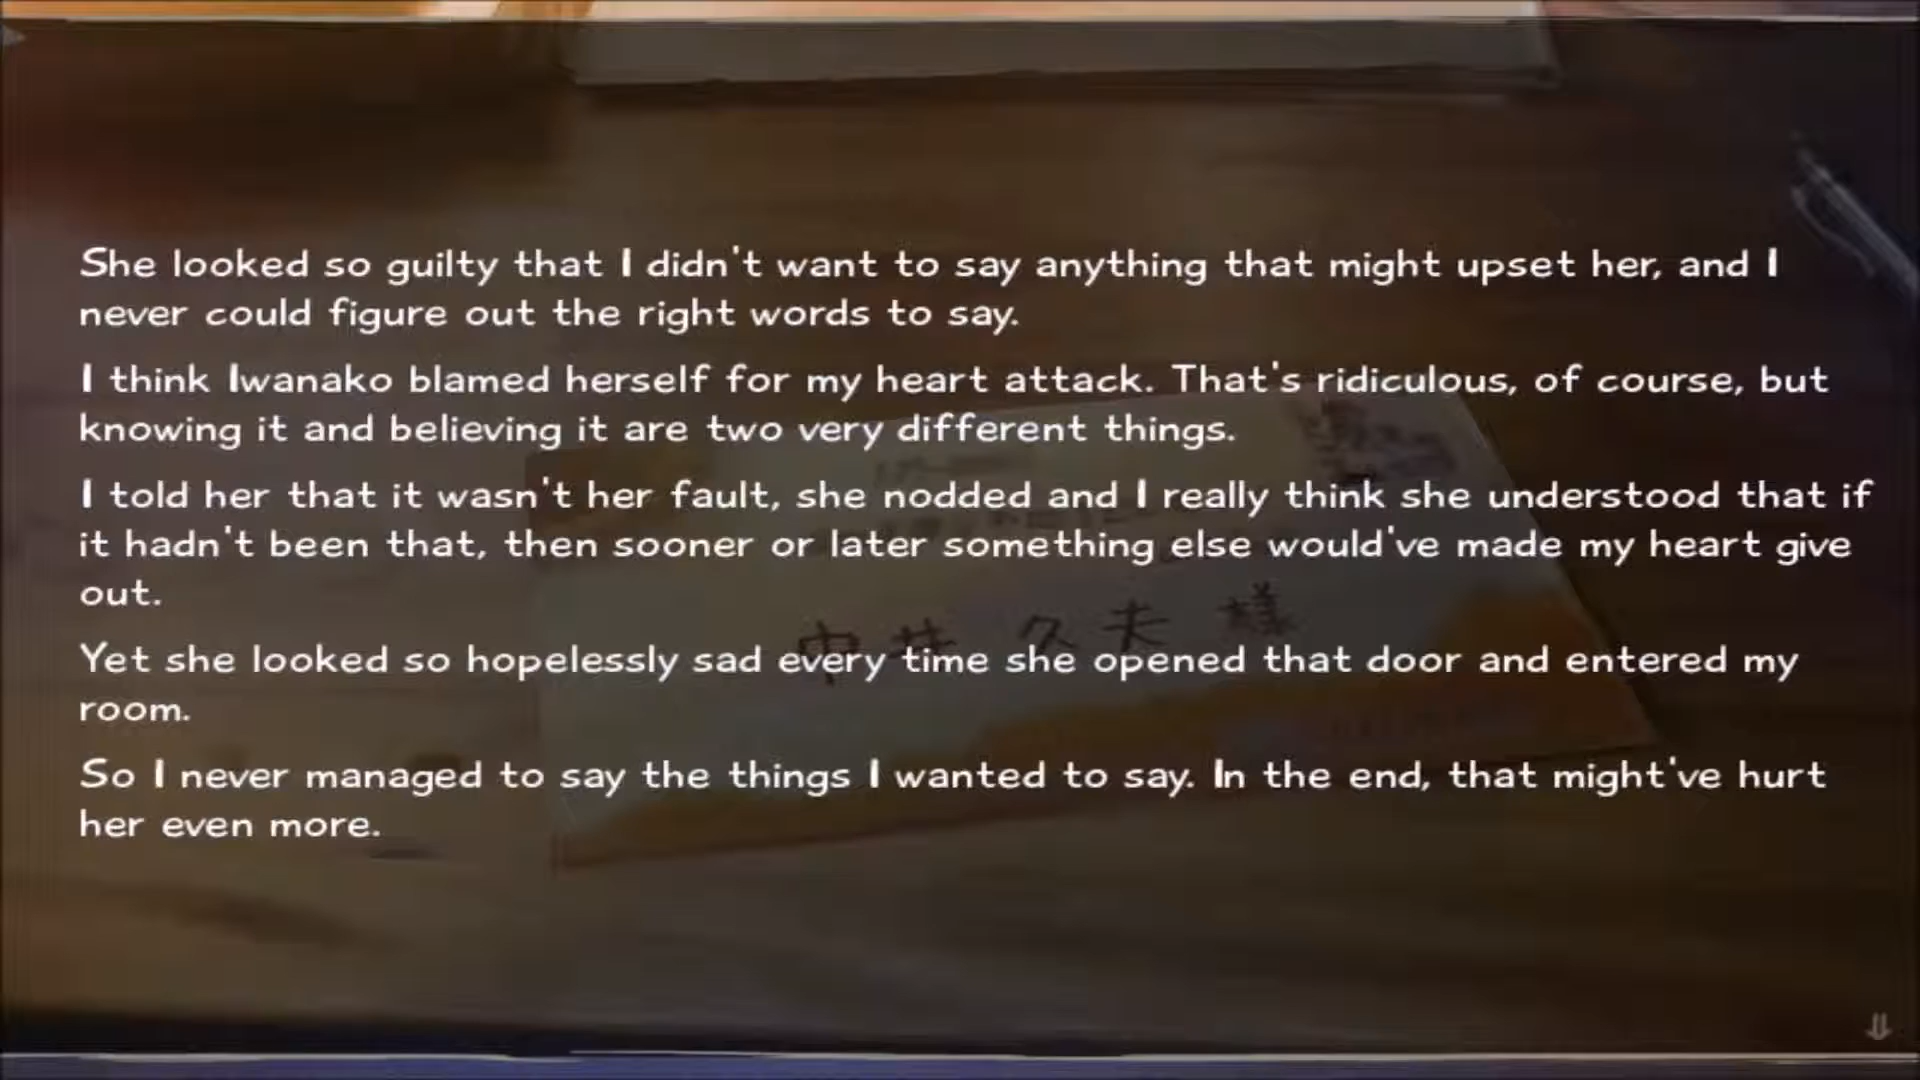 She looked so guilty that I didn't want to say anything that might upset her, and I
never could figure out the right words to say.
I think Iwanako blamed herself for my heart attack. That's ridiculous, of course, but
knowing it and believing it are two very different things.
I told her that it wasn't her fault, she nodded and I really think she understood that if
it hadn't been that, then sooner or later something else would've made my heart give
out.
中井 久夫 様
Yet she looked so hopelessly sad every time she opened that door and entered my
room.
So I never managed to say the things I wanted to say. In the end, that might've hurt
her even more.